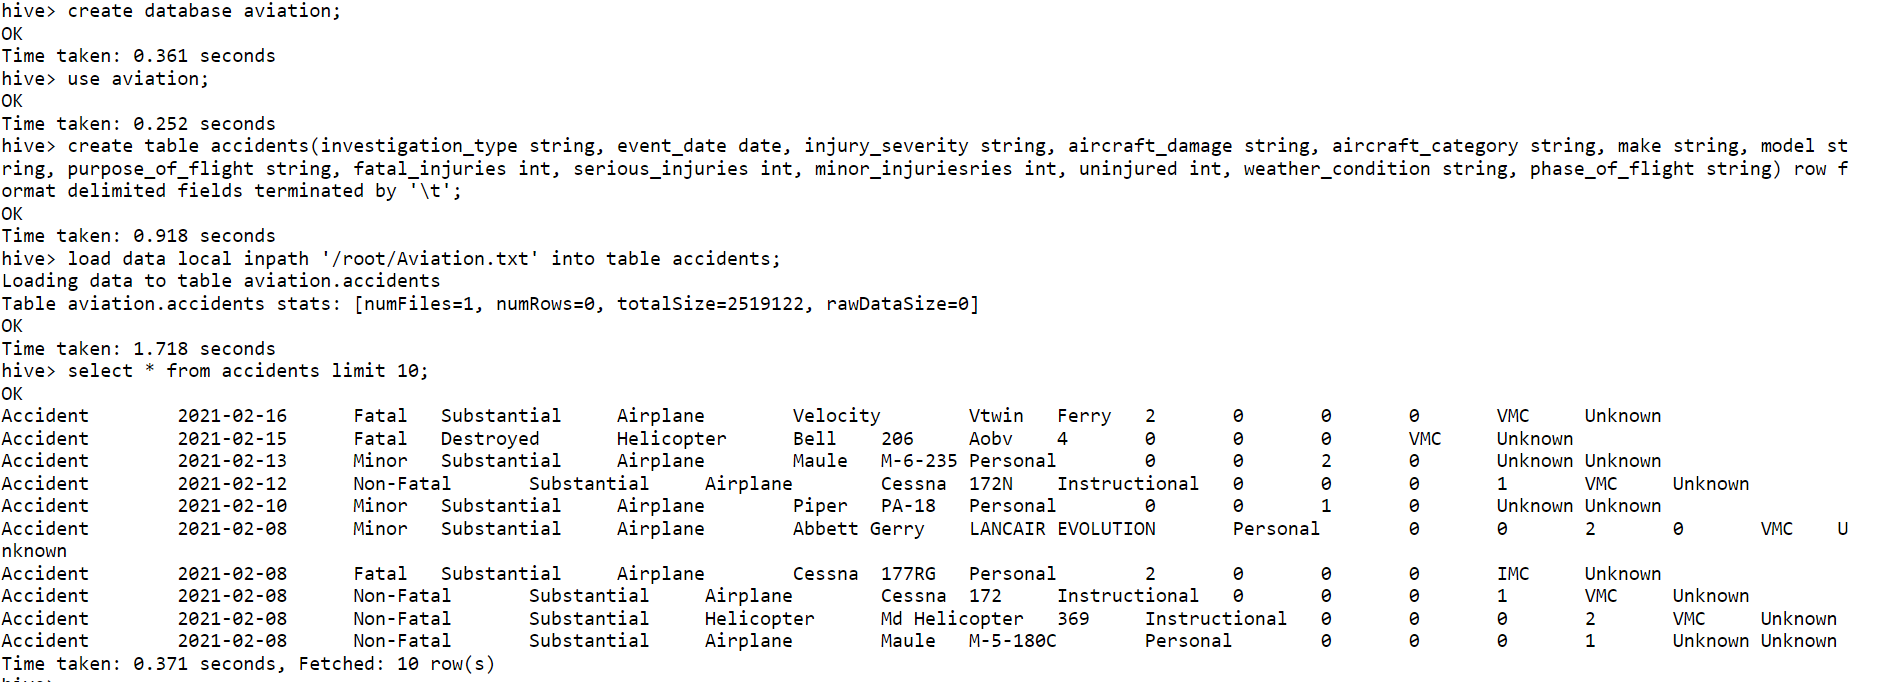 hive> create database aviation;
OK
Time taken: 0.361 seconds
hive> use aviation;
OK
Time taken: 0.252 seconds
hive> create table accidents(investigation_type string, event_date date, injury_severity string, aircraft_damage string, aircraft_category string, make string, model st
ring, purpose_of_flight string, fatal_injuries int, serious_injuries int, minor_injuriesries int, uninjured int, weather_condition string, phase_of_flight string) row f
ormat delimited fields terminated by '\t';
OK
Time taken: 0.918 seconds
hive> load data local inpath '/root/Aviation.txt' into table accidents;
Loading data to table aviation.accidents
Table aviation.accidents stats: [numFiles=1, numRows=0, totalSize=2519122, rawDataSize=0]
OK
Time taken: 1.718 seconds
hive> select * from accidents limit 10;
OK
Accident 2021-02-16 Fatal Substantial Airplane Velocity Vtwin Ferry 2 0 0 0 VMC Unknown
Accident 2021-02-15 Fatal Destroyed Helicopter Bell 206 Aobv 4 0 0 0 VMC Unknown
Accident 2021-02-13 Minor Substantial Airplane Maule M-6-235 Personal 0 0 2 0 Unknown Unknown
Accident 2021-02-12 Non-Fatal Substantial Airplane Cessna 172N Instructional 0 0 0 1 VMC Unknown
Accident 2021-02-10 Minor Substantial Airplane Piper PA-18 Personal 0 0 1 0 Unknown Unknown
Accident 2021-02-08 Minor Substantial Airplane Abbett Gerry LANCAIR EVOLUTION Personal 0 0 2 0 VMC U
nknown
Accident 2021-02-08 Fatal Substantial Airplane Cessna 177RG Personal 2 0 0 0 IMC Unknown
Accident 2021-02-08 Non-Fatal Substantial Airplane Cessna 172 Instructional 0 0 0 1 VMC Unknown
Accident 2021-02-08 Non-Fatal Substantial Helicopter Md Helicopter 369 Instructional 0 0 0 2 VMC Unknown
Accident 2021-02-08 Non-Fatal Substantial Airplane Maule M-5-180C Personal 0 0 0 1 Unknown Unknown
Time taken: 0.371 seconds, Fetched: 10 row(s)